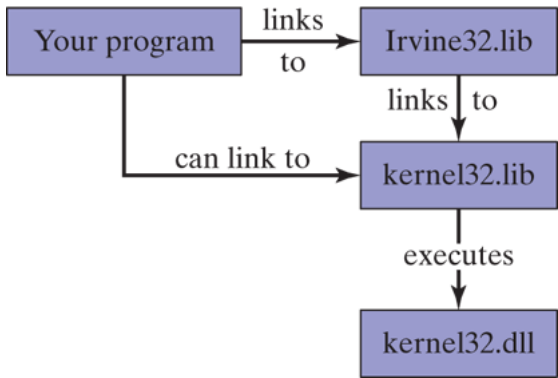 Your program
links
to
Irvine32.lib
links to
can link to
kernel32.lib
executes
kernel32.dll